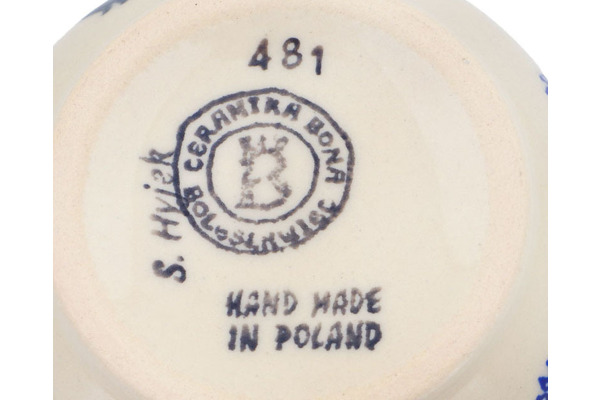 481
CERAMIKA BONA
BOLESŁAWIEC
B
S. Hyjek
HAND MADE
IN POLAND